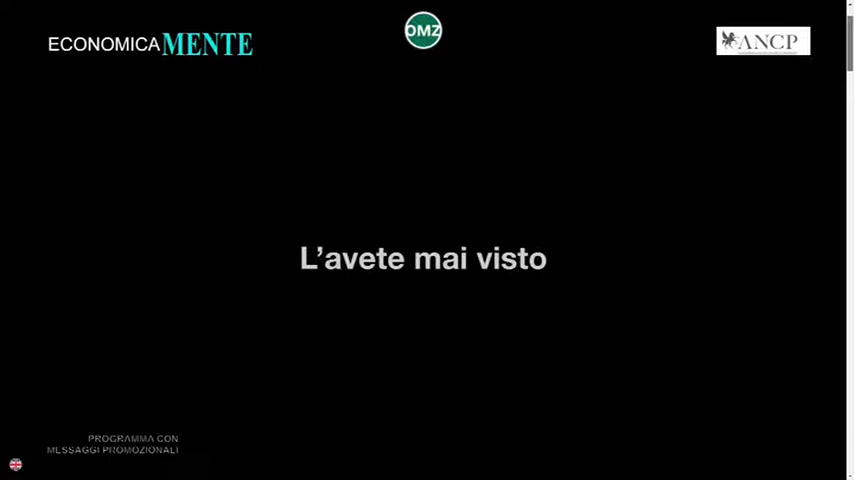 ECONOMICAMENTE
OMZ
ANCP
L’avete mai visto
PROGRAMMA CON
MESSAGGI PROMOZIONALI